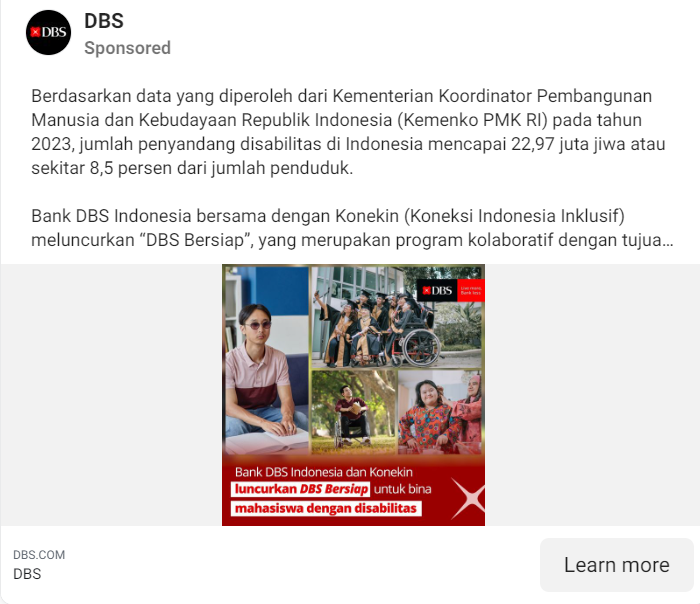 DBS
DBS
Sponsored
Berdasarkan data yang diperoleh dari Kementerian Koordinator Pembangunan
Manusia dan Kebudayaan Republik Indonesia (Kemenko PMK RI) pada tahun
2023, jumlah penyandang disabilitas di Indonesia mencapai 22,97 juta jiwa atau
sekitar 8,5 persen dari jumlah penduduk.
Bank DBS Indonesia bersama dengan Konekin (Koneksi Indonesia Inklusif)
meluncurkan “DBS Bersiap”, yang merupakan program kolaboratif dengan tujua…
DBS
Live more,
Bank less
Bank DBS Indonesia dan Konekin
luncurkan DBS Bersiap untuk bina
mahasiswa dengan disabilitas
DBS.COM
DBS
Learn more